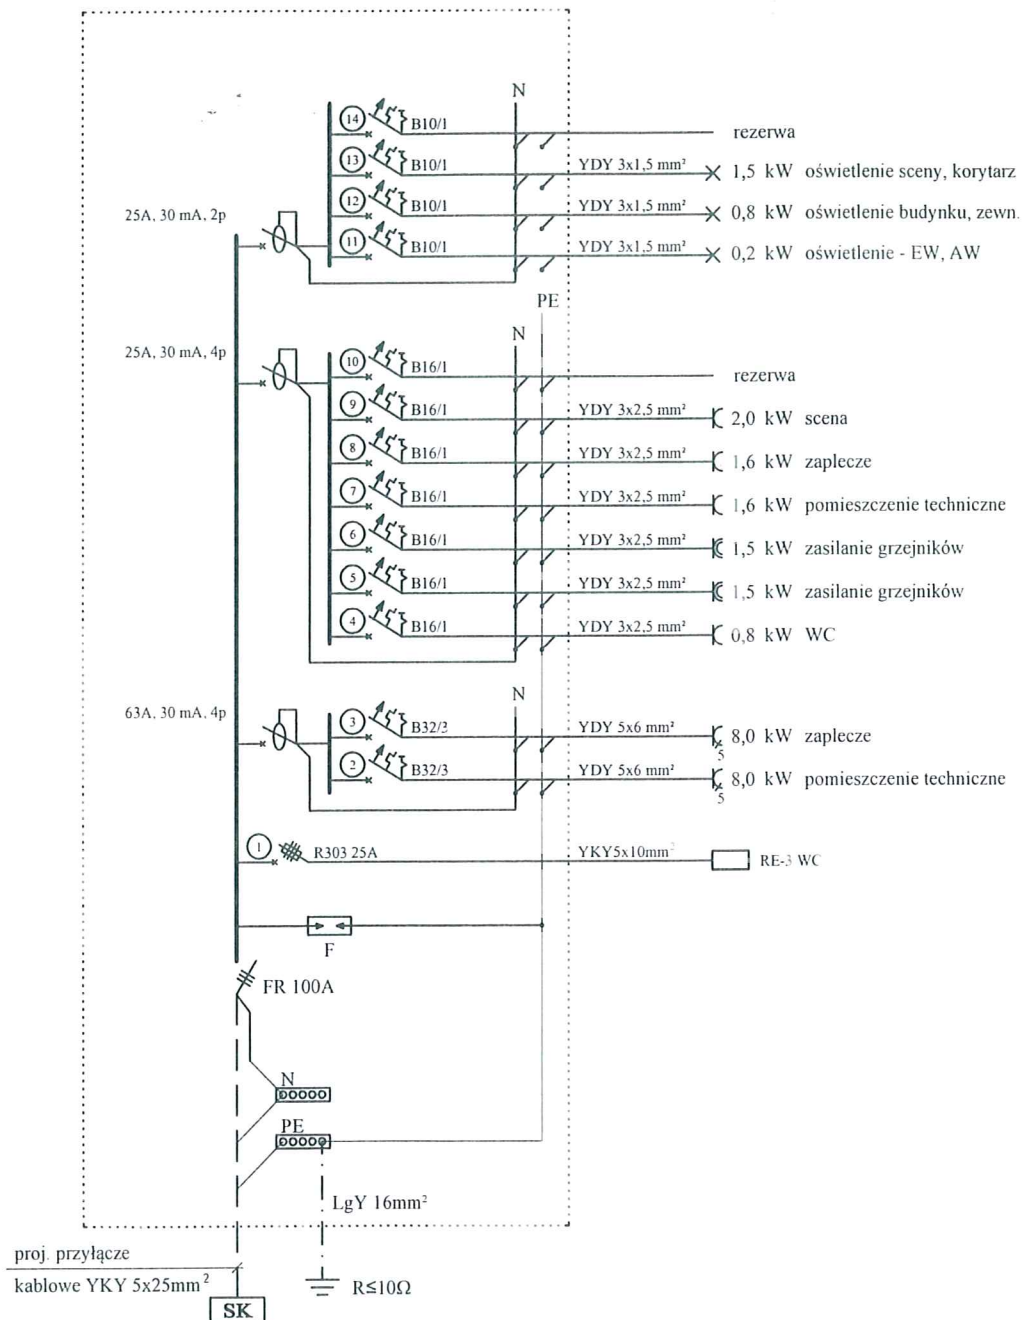 N
14 B10/1 rezerwa
13 B10/1 YDY 3x1,5 mm² 1,5 kW oświetlenie sceny, korytarz
25A, 30 mA, 2p
12 B10/1 YDY 3x1,5 mm² 0,8 kW oświetlenie budynku, zewn.
11 B10/1 YDY 3x1,5 mm² 0,2 kW oświetlenie - EW, AW
PE
N
25A, 30 mA, 4p
10 B16/1 rezerwa
9 B16/1 YDY 3x2,5 mm² 2,0 kW scena
8 B16/1 YDY 3x2,5 mm² 1,6 kW zaplecze
7 B16/1 YDY 3x2,5 mm² 1,6 kW pomieszczenie techniczne
6 B16/1 YDY 3x2,5 mm² 1,5 kW zasilanie grzejników
5 B16/1 YDY 3x2,5 mm² 1,5 kW zasilanie grzejników
4 B16/1 YDY 3x2,5 mm² 0,8 kW WC
N
63A, 30 mA, 4p
3 B32/3 YDY 5x6 mm² 5 8,0 kW zaplecze
2 B32/3 YDY 5x6 mm² 5 8,0 kW pomieszczenie techniczne
1 R303 25A YKY5x10mm² RE-3 WC
F
FR 100A
N
PE
LgY 16mm²
proj. przyłącze
kablowe YKY 5x25mm²
R≤10Ω
SK